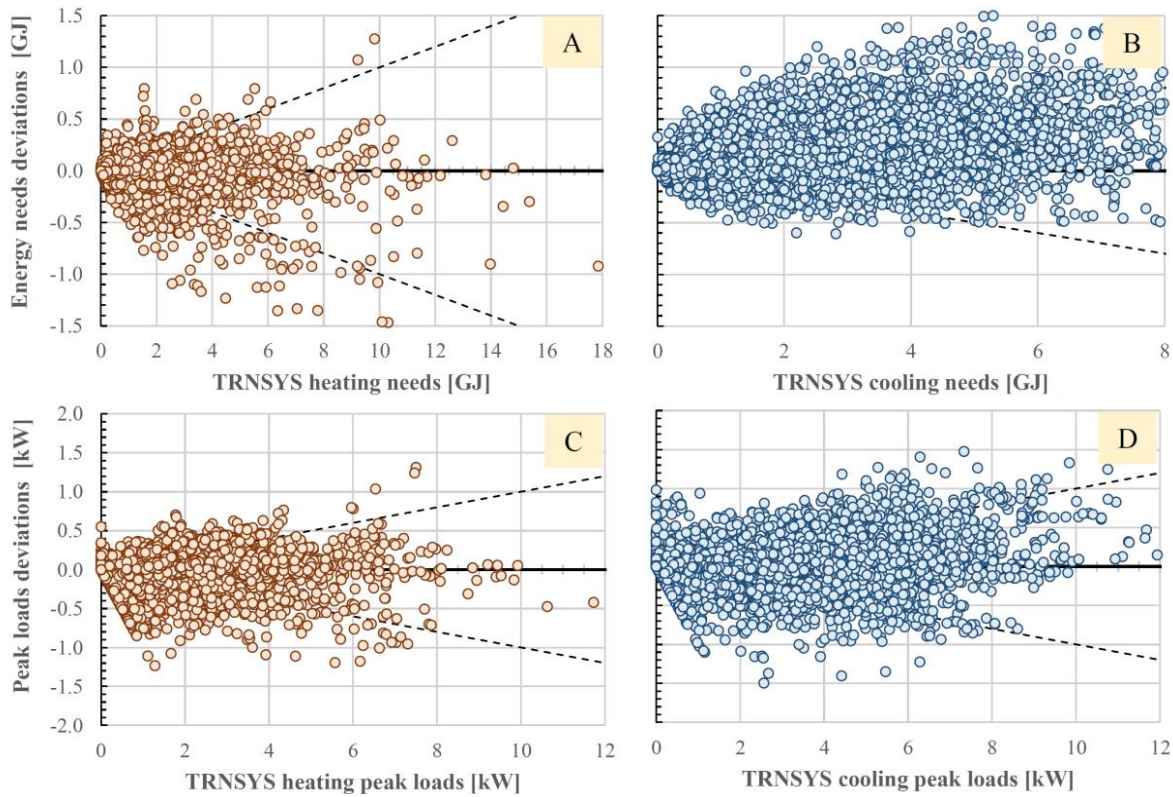 Energy needs deviations [GJ]
1.5
1.0
0.5
0.0
-0.5
-1.0
-1.5
A
0 2 4 6 8 10 12 14 16 18
TRNSYS heating needs [GJ]
B
0 2 4 6 8
TRNSYS cooling needs [GJ]
Peak loads deviations [kW]
2.0
1.5
1.0
0.5
0.0
-0.5
-1.0
-1.5
-2.0
C
0 2 4 6 8 10 12
TRNSYS heating peak loads [kW]
D
0 2 4 6 8 10 12
TRNSYS cooling peak loads [kW]